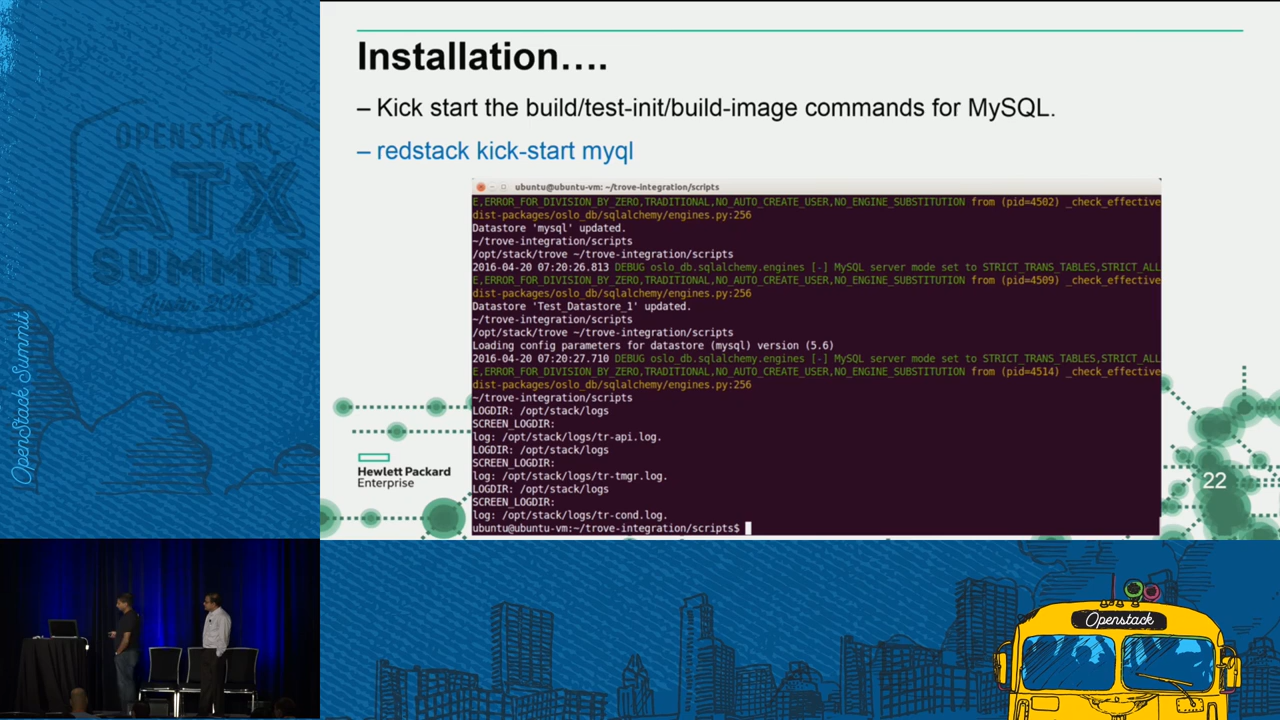 Installation….
– Kick start the build/test-init/build-image commands for MySQL.
– redstack kick-start myql
ubuntu@ubuntu-vm: ~/trove-integration/scripts
E,ERROR_FOR_DIVISION_BY_ZERO,TRADITIONAL,NO_AUTO_CREATE_USER,NO_ENGINE_SUBSTITUTION from (pid=4502) _check_effective
dist-packages/oslo_db/sqlalchemy/engines.py:256
Datastore 'mysql' updated.
~/trove-integration/scripts
/opt/stack/trove ~/trove-integration/scripts
2016-04-20 07:20:26.813 DEBUG oslo_db.sqlalchemy.engines [-] MySQL server mode set to STRICT_TRANS_TABLES,STRICT_ALL
E,ERROR_FOR_DIVISION_BY_ZERO,TRADITIONAL,NO_AUTO_CREATE_USER,NO_ENGINE_SUBSTITUTION from (pid=4509) _check_effective
dist-packages/oslo_db/sqlalchemy/engines.py:256
Datastore 'Test_Datastore_1' updated.
~/trove-integration/scripts
/opt/stack/trove ~/trove-integration/scripts
Loading config parameters for datastore (mysql) version (5.6)
2016-04-20 07:20:27.710 DEBUG oslo_db.sqlalchemy.engines [-] MySQL server mode set to STRICT_TRANS_TABLES,STRICT_ALL
E,ERROR_FOR_DIVISION_BY_ZERO,TRADITIONAL,NO_AUTO_CREATE_USER,NO_ENGINE_SUBSTITUTION from (pid=4514) _check_effective
dist-packages/oslo_db/sqlalchemy/engines.py:256
~/trove-integration/scripts
LOGDIR: /opt/stack/logs
SCREEN_LOGDIR:
log: /opt/stack/logs/tr-api.log.
LOGDIR: /opt/stack/logs
SCREEN_LOGDIR:
log: /opt/stack/logs/tr-tmgr.log.
LOGDIR: /opt/stack/logs
SCREEN_LOGDIR:
log: /opt/stack/logs/tr-cond.log.
ubuntu@ubuntu-vm:~/trove-integration/scripts$
Hewlett Packard
Enterprise
22
OPENSTACK
ATX
SUMMIT
OpenStack Summit
Openstack